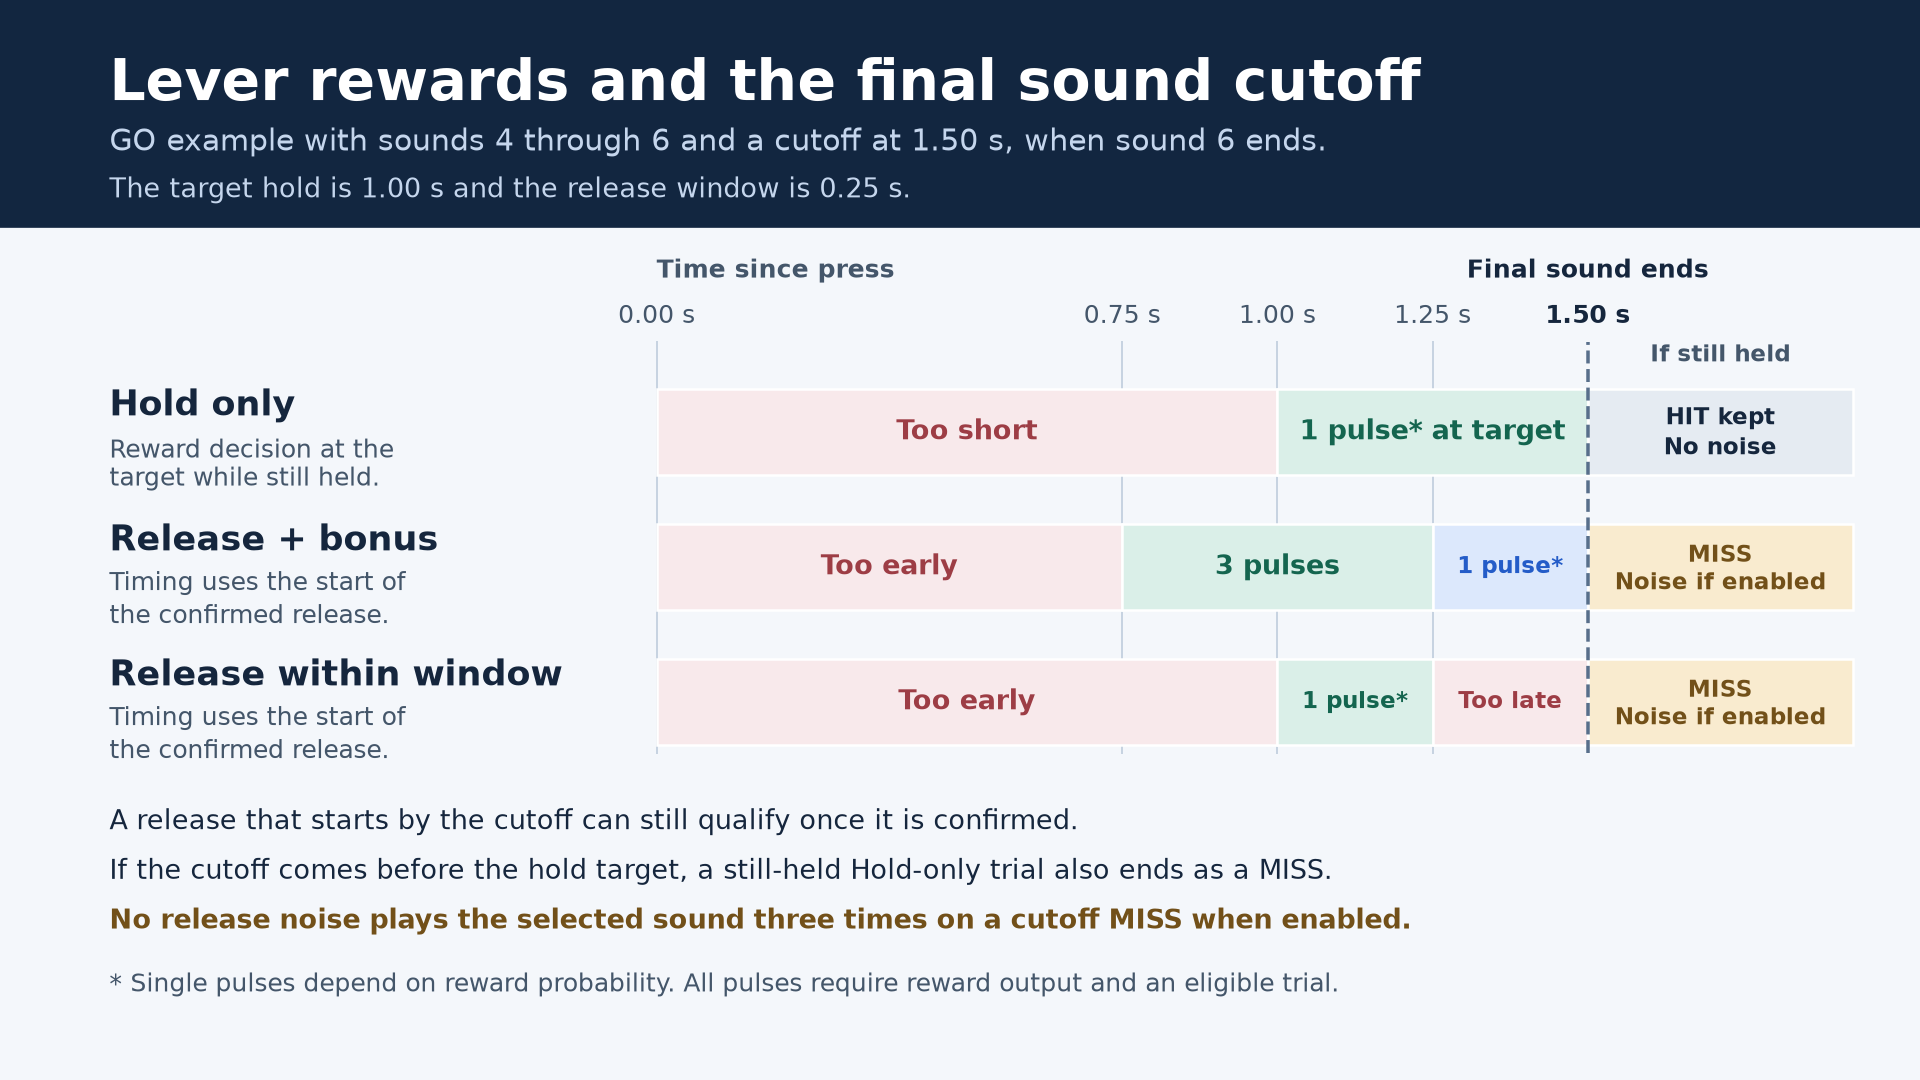 Lever rewards and the final sound cutoff
GO example with sounds 4 through 6 and a cutoff at 1.50 s, when sound 6 ends.
The target hold is 1.00 s and the release window is 0.25 s.
Time since press
Final sound ends
0.00 s
0.75 s
1.00 s
1.25 s
1.50 s
If still held
Hold only
Reward decision at the
target while still held.
Too short
1 pulse* at target
HIT kept
No noise
Release + bonus
Timing uses the start of
the confirmed release.
Too early
3 pulses
1 pulse*
MISS
Noise if enabled
Release within window
Timing uses the start of
the confirmed release.
Too early
1 pulse*
Too late
MISS
Noise if enabled
A release that starts by the cutoff can still qualify once it is confirmed.
If the cutoff comes before the hold target, a still-held Hold-only trial also ends as a MISS.
No release noise plays the selected sound three times on a cutoff MISS when enabled.
* Single pulses depend on reward probability. All pulses require reward output and an eligible trial.